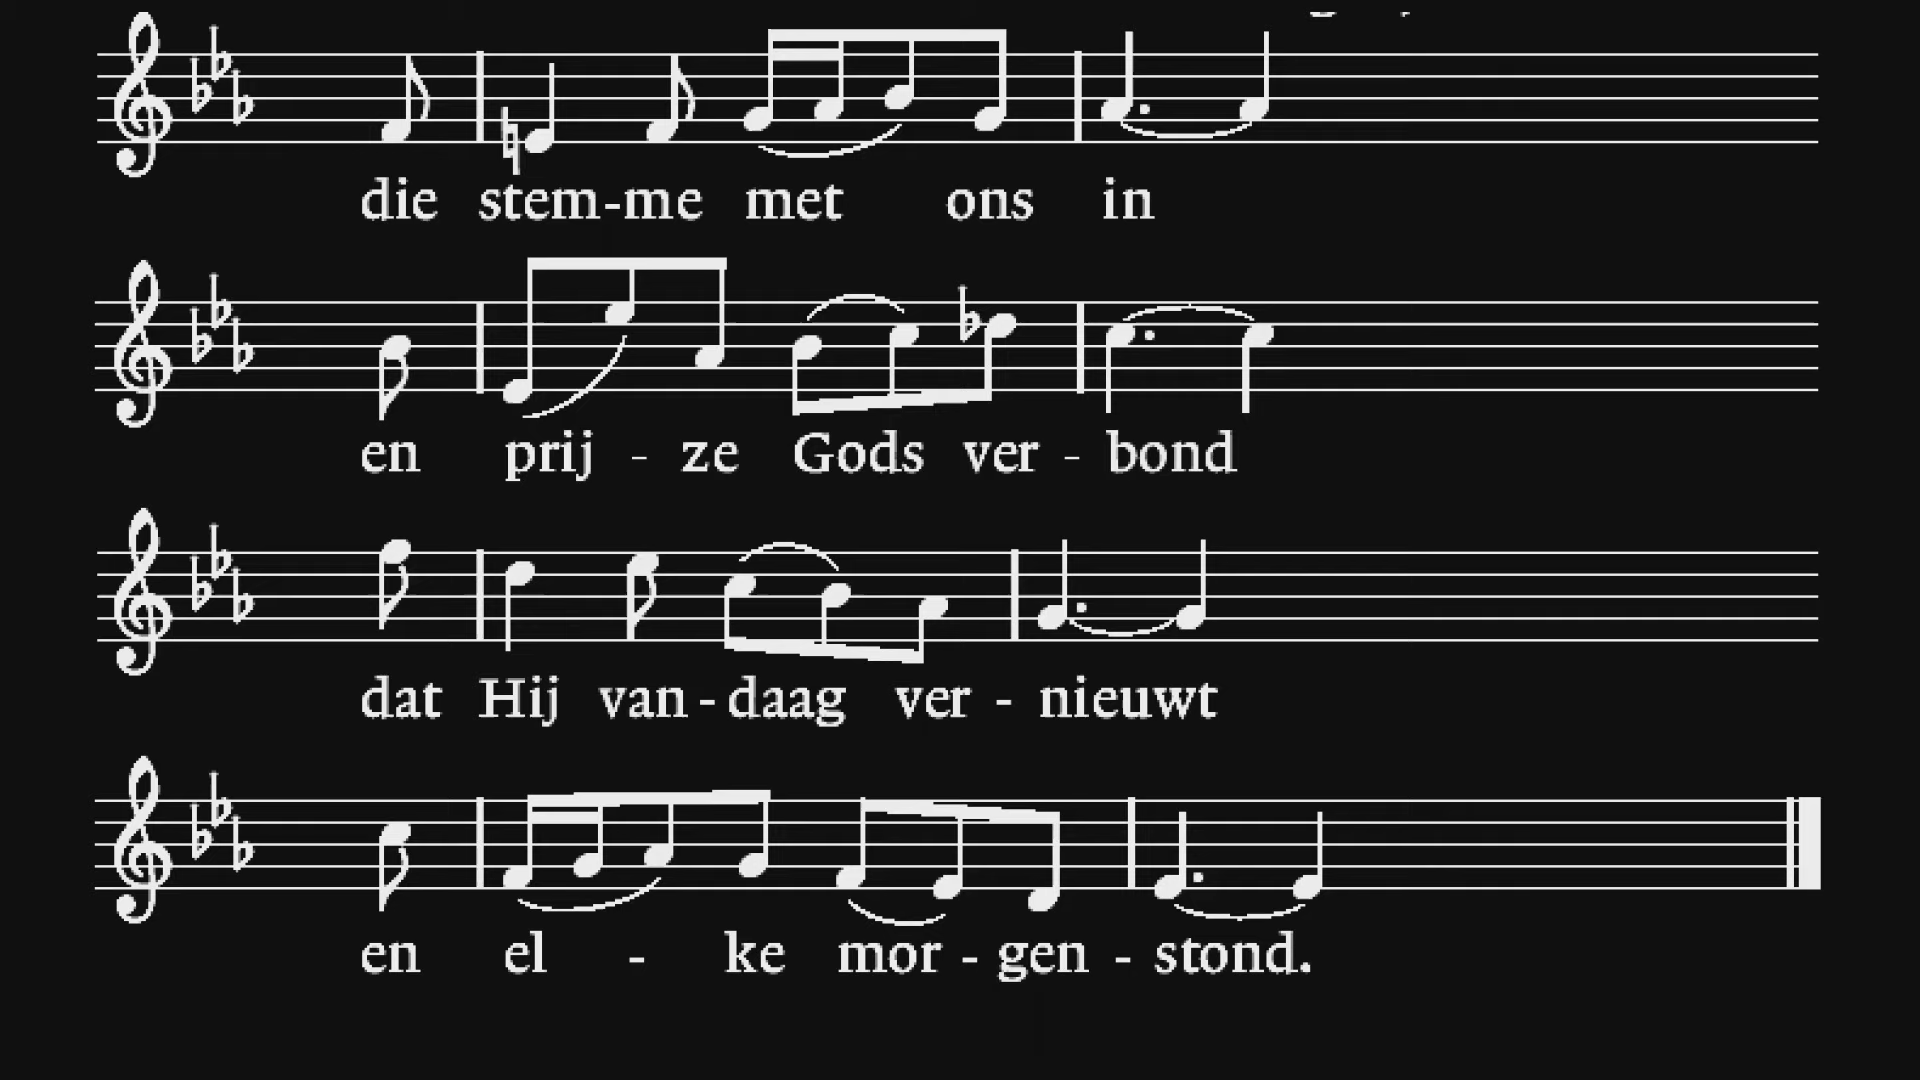 die stem-me met ons in
en prij - ze Gods ver - bond
dat Hij van - daag ver - nieuwt
en el - ke mor - gen - stond.